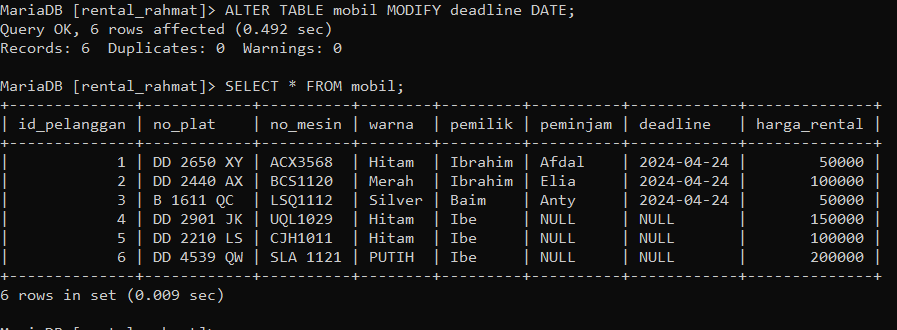 MariaDB [rental_rahmat]> ALTER TABLE mobil MODIFY deadline DATE;
Query OK, 6 rows affected (0.492 sec)
Records: 6  Duplicates: 0  Warnings: 0

MariaDB [rental_rahmat]> SELECT * FROM mobil;
+--------------+------------+----------+--------+---------+----------+------------+--------------+
| id_pelanggan | no_plat    | no_mesin | warna  | pemilik | peminjam | deadline   | harga_rental |
+--------------+------------+----------+--------+---------+----------+------------+--------------+
|            1 | DD 2650 XY | ACX3568  | Hitam  | Ibrahim | Afdal    | 2024-04-24 |        50000 |
|            2 | DD 2440 AX | BCS1120  | Merah  | Ibrahim | Elia     | 2024-04-24 |       100000 |
|            3 | B 1611 QC  | LSQ1112  | Silver | Baim    | Anty     | 2024-04-24 |        50000 |
|            4 | DD 2901 JK | UQL1029  | Hitam  | Ibe     | NULL     | NULL       |       150000 |
|            5 | DD 2210 LS | CJH1011  | Hitam  | Ibe     | NULL     | NULL       |       100000 |
|            6 | DD 4539 QW | SLA 1121 | PUTIH  | Ibe     | NULL     | NULL       |       200000 |
+--------------+------------+----------+--------+---------+----------+------------+--------------+
6 rows in set (0.009 sec)

MariaDB [rental_rahmat]>